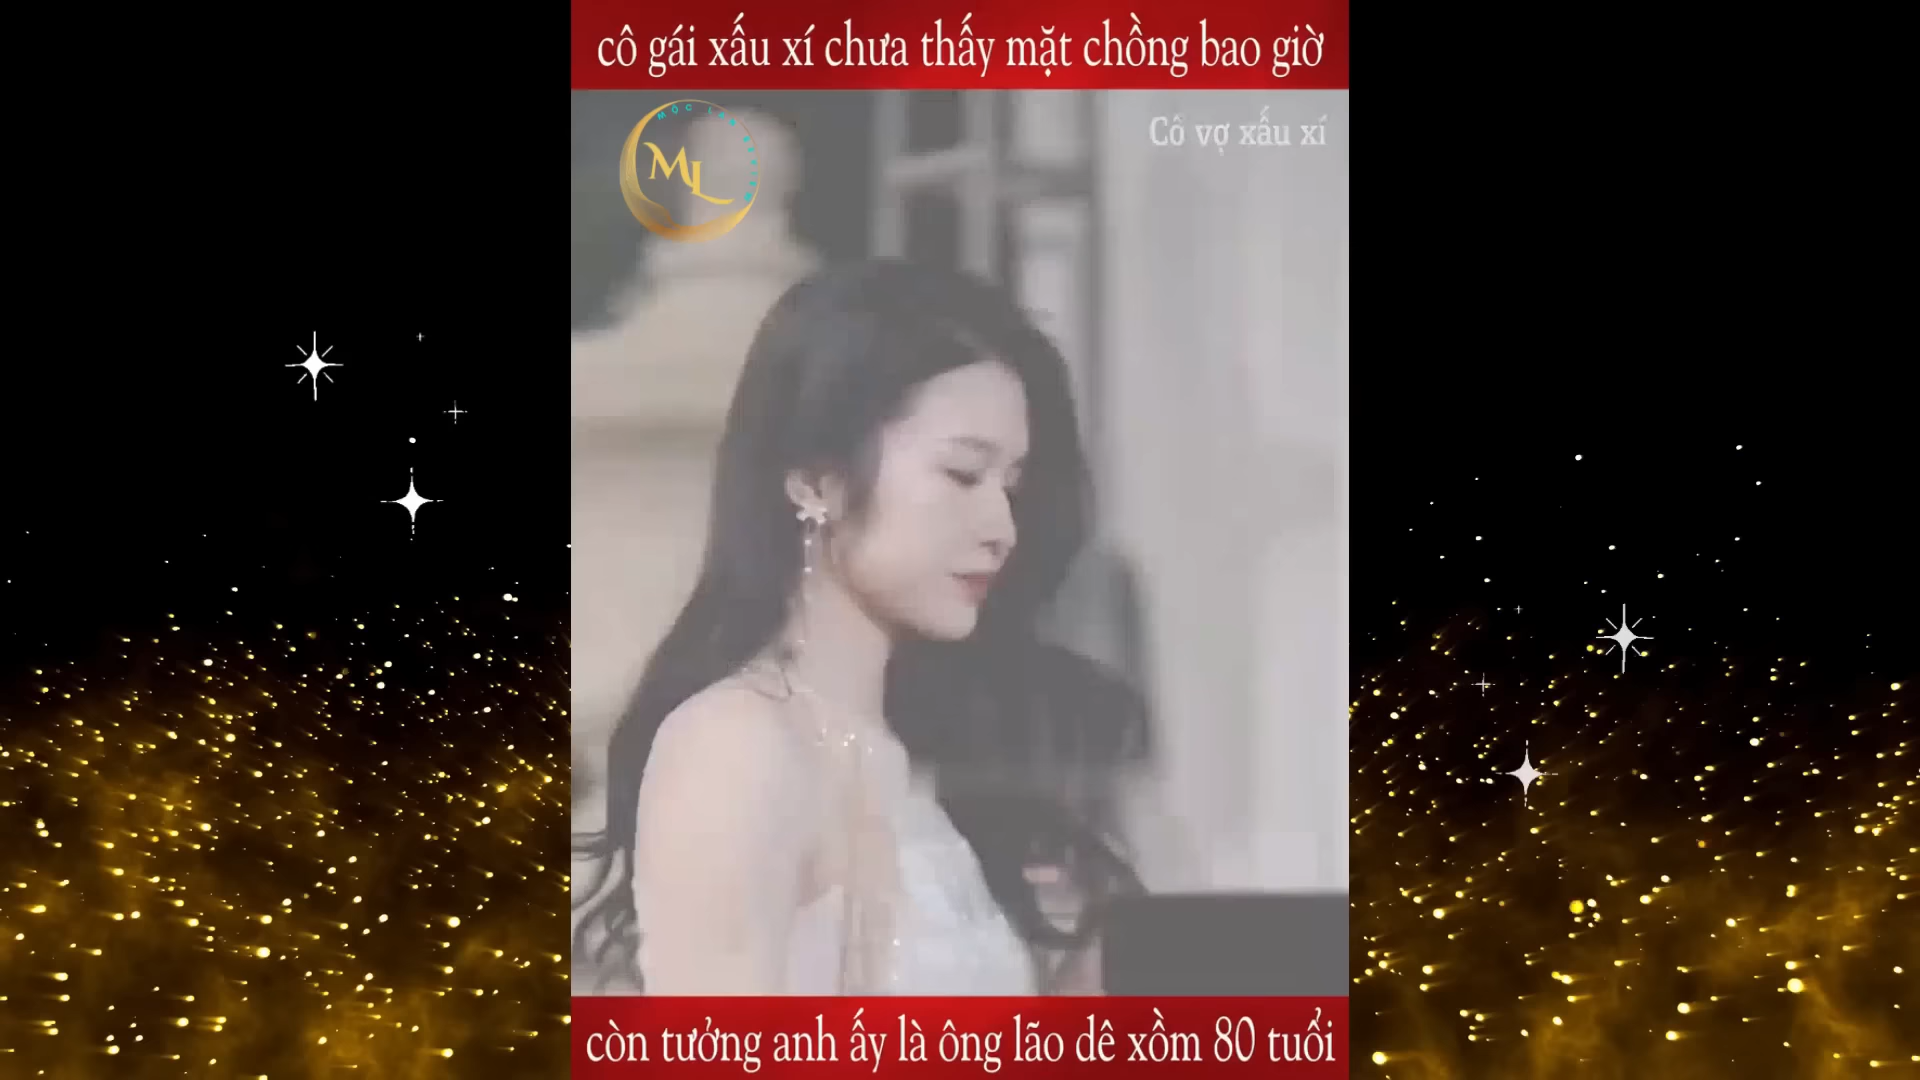 cô gái xấu xí chưa thấy mặt chồng bao giờ
Cô vợ xấu xí
ML
còn tưởng anh ấy là ông lão dê xồm 80 tuổi